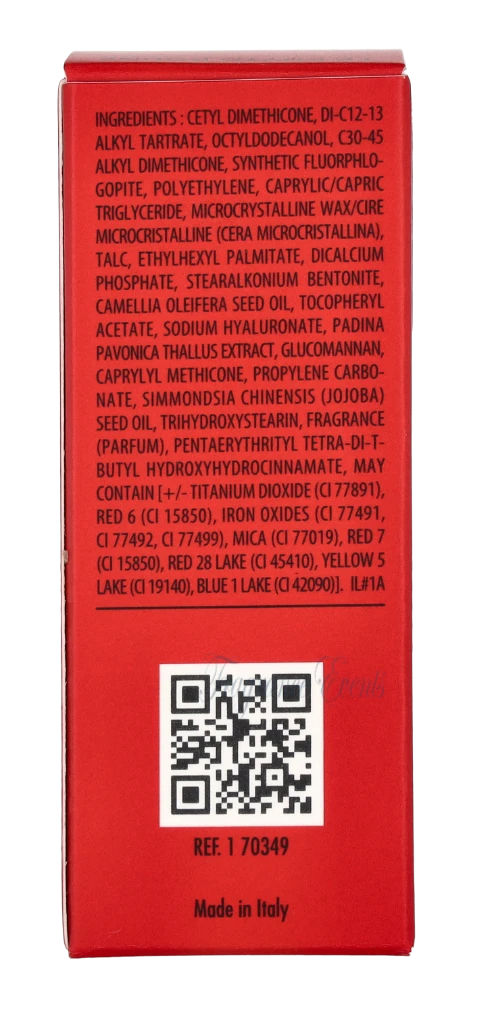 INGREDIENTS : CETYL DIMETHICONE, DI-C12-13
ALKYL TARTRATE, OCTYLDODECANOL, C30-45
ALKYL DIMETHICONE, SYNTHETIC FLUORPHLO-
GOPITE, POLYETHYLENE, CAPRYLIC/CAPRIC
TRIGLYCERIDE, MICROCRYSTALLINE WAX/CIRE
MICROCRISTALLINE (CERA MICROCRISTALLINA),
TALC, ETHYLHEXYL PALMITATE, DICALCIUM
PHOSPHATE, STEARALKONIUM BENTONITE,
CAMELLIA OLEIFERA SEED OIL, TOCOPHERYL
ACETATE, SODIUM HYALURONATE, PADINA
PAVONICA THALLUS EXTRACT, GLUCOMANNAN,
CAPRYLYL METHICONE, PROPYLENE CARBO-
NATE, SIMMONDSIA CHINENSIS (JOJOBA)
SEED OIL, TRIHYDROXYSTEARIN, FRAGRANCE
(PARFUM), PENTAERYTHRITYL TETRA-DI-T-
BUTYL HYDROXYHYDROCINNAMATE, MAY
CONTAIN [+/- TITANIUM DIOXIDE (CI 77891),
RED 6 (CI 15850), IRON OXIDES (CI 77491,
CI 77492, CI 77499), MICA (CI 77019), RED 7
(CI 15850), RED 28 LAKE (CI 45410), YELLOW 5
LAKE (CI 19140), BLUE 1 LAKE (CI 42090)]. IL#1A
REF. 1 70349
Made in Italy